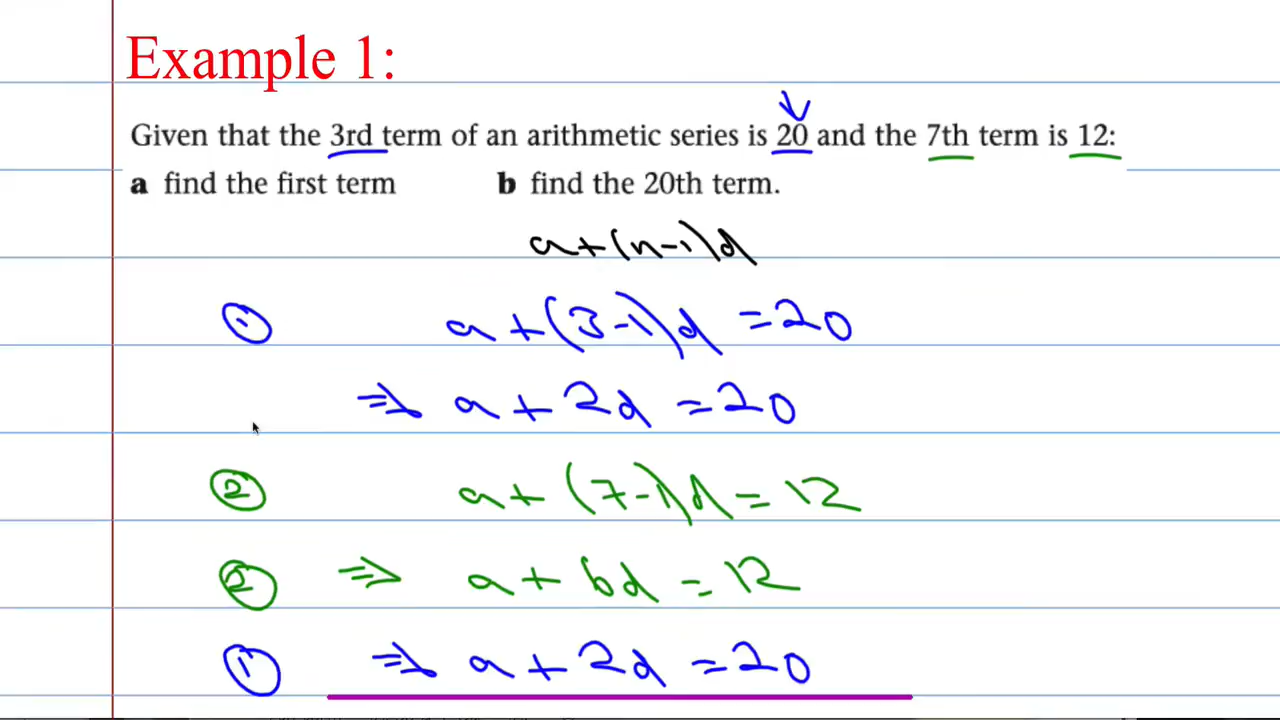 Example 1:
Given that the 3rd term of an arithmetic series is 20 and the 7th term is 12:
a find the first term b find the 20th term.
a+(n-1)d
① a+(3-1)d=20
⇒ a+2d=20
② a+(7-1)d=12
② ⇒ a+6d=12
① ⇒ a+2d=20